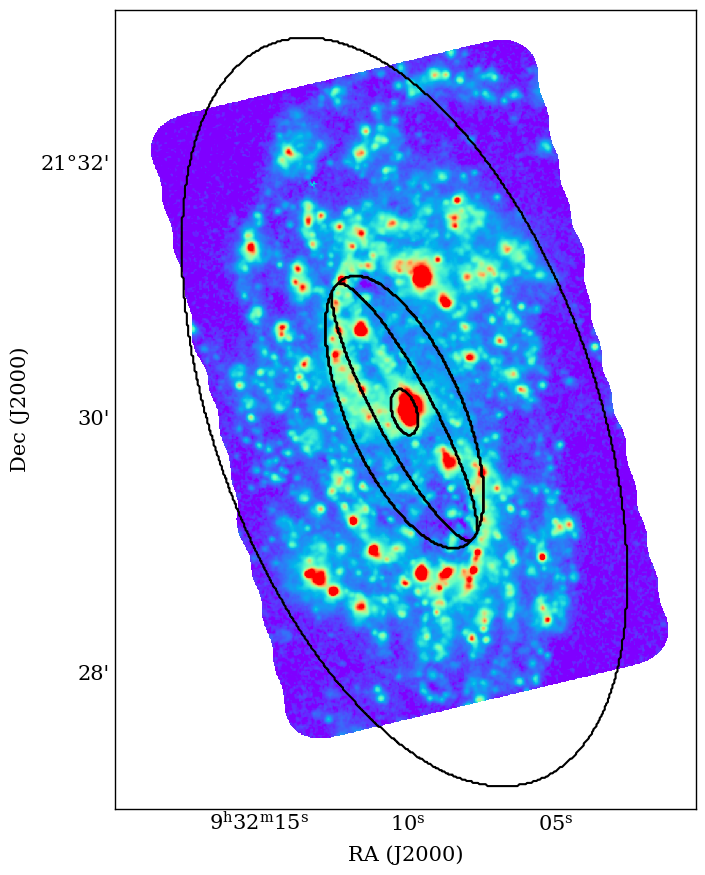 21°32'
30'
28'
Dec (J2000)
9ʰ32ᵐ15ˢ 10ˢ 05ˢ
RA (J2000)